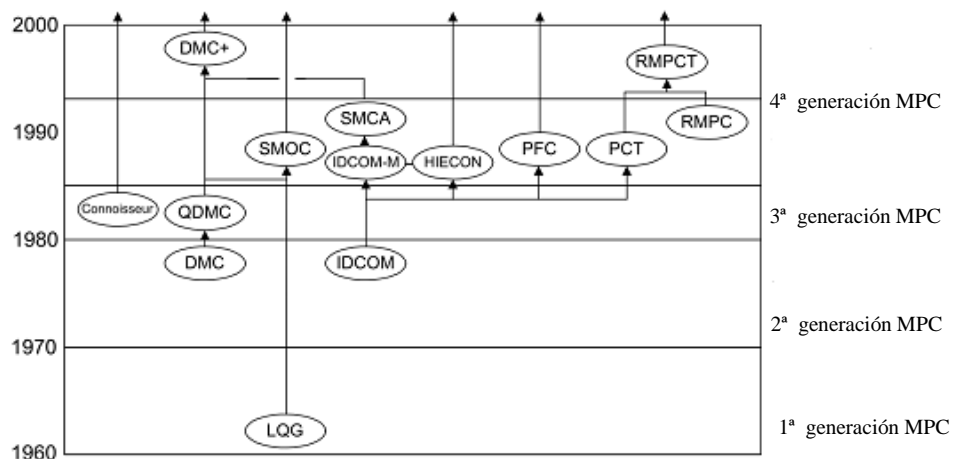 2000
DMC+
RMPCT
4ª generación MPC
SMCA
RMPC
1990
SMOC
IDCOM-M
HIECON
PFC
PCT
Connoisseur
QDMC
3ª generación MPC
1980
DMC
IDCOM
2ª generación MPC
1970
LQG
1ª generación MPC
1960